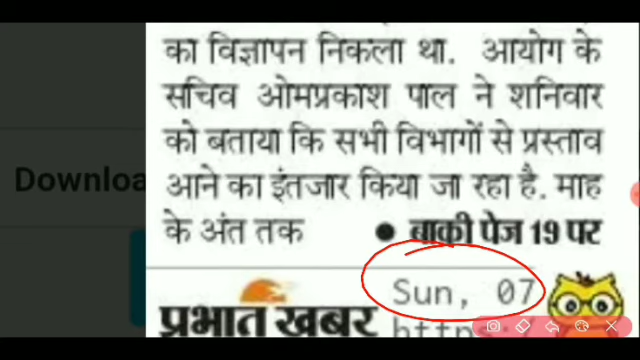 का विज्ञापन निकला था. आयोग के
सचिव ओमप्रकाश पाल ने शनिवार
को बताया कि सभी विभागों से प्रस्ताव
Downloa
आने का इंतजार किया जा रहा है. माह
के अंत तक ● बाकी पेज 19 पर
Sun, 07
प्रभात खबर